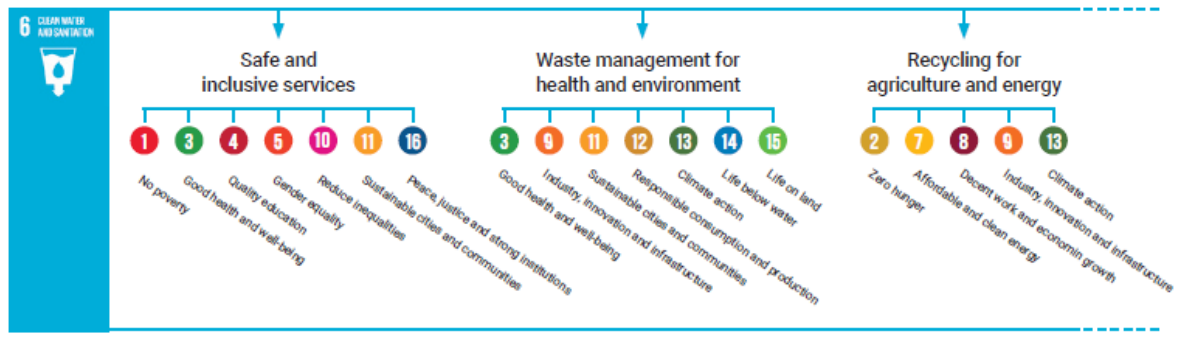 6 CLEAN WATER
AND SANITATION
Safe and
inclusive services
1 3 4 5 10 11 16
No poverty
Good health and well-being
Quality education
Gender equality
Reduce inequalities
Sustainable cities and communities
Peace, justice and strong institutions
Waste management for
health and environment
3 9 11 12 13 14 15
Good health and well-being
Industry, innovation and infrastructure
Sustainable cities and communities
Responsible consumption and production
Climate action
Life below water
Life on land
Recycling for
agriculture and energy
2 7 8 9 13
Zero hunger
Affordable and clean energy
Decent work and economin growth
Industry, innovation and infrastructure
Climate action